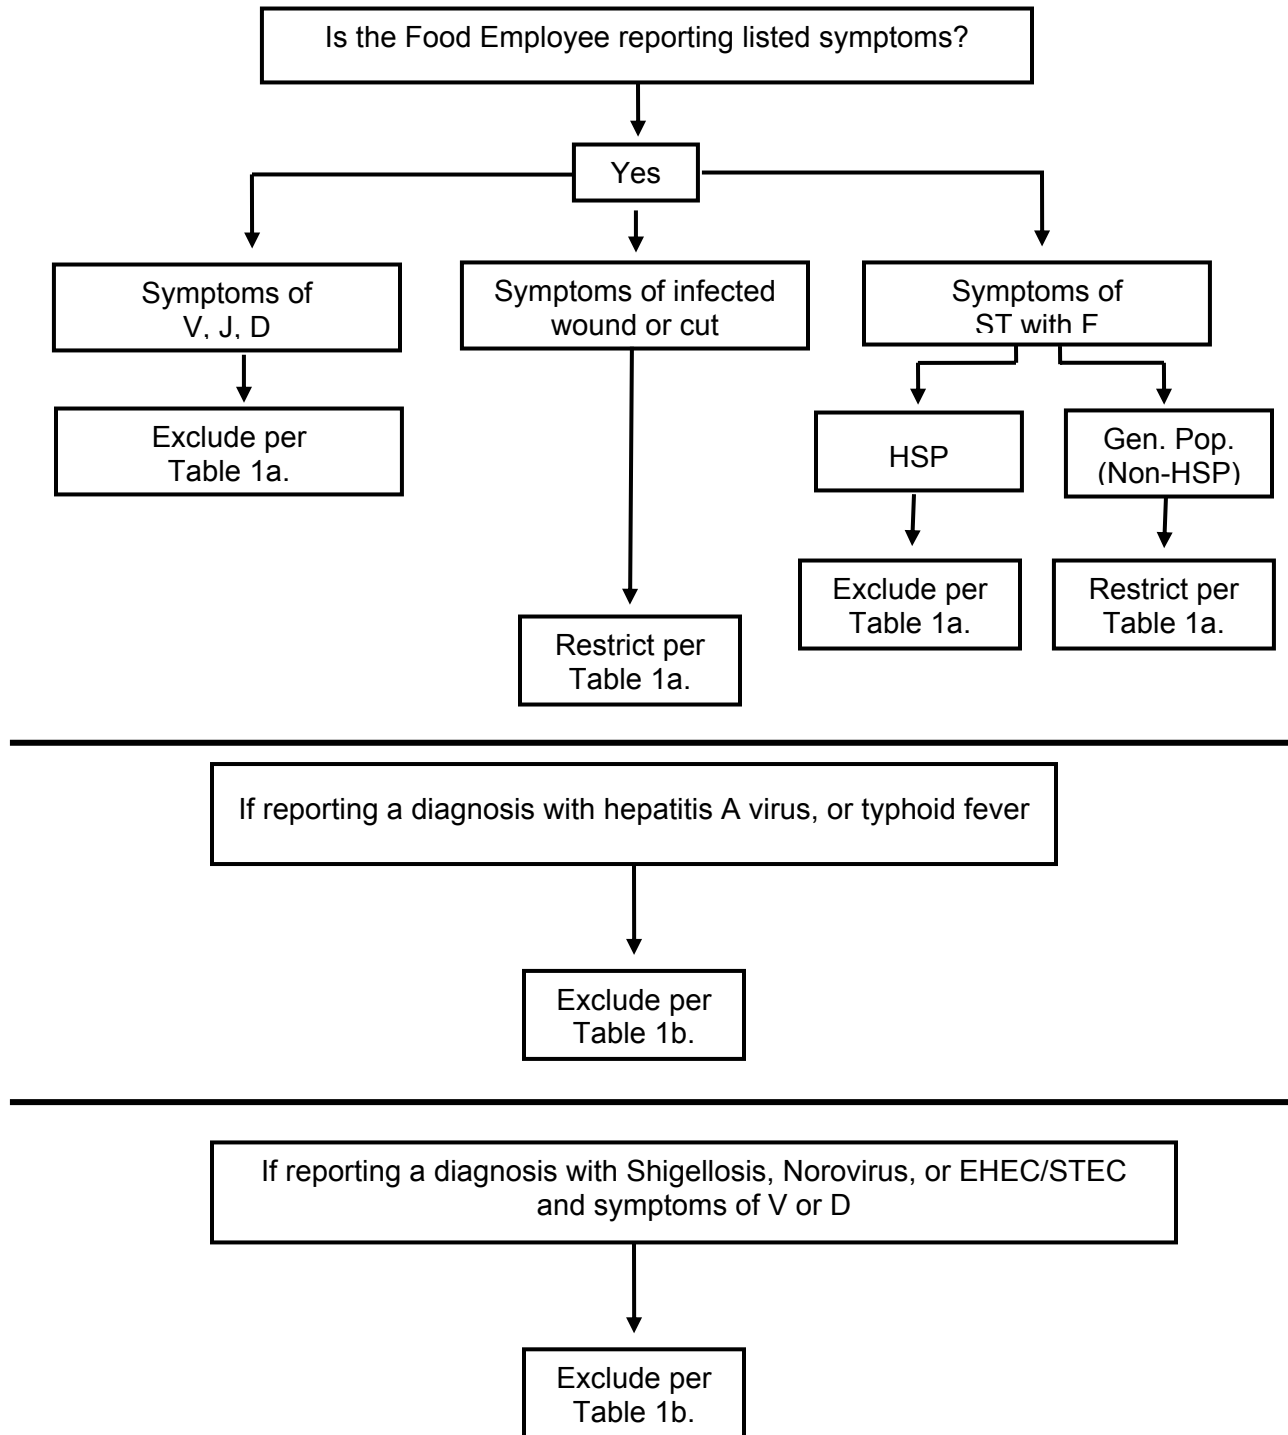 Is the Food Employee reporting listed symptoms?
Yes
Symptoms of
V, J, D
Symptoms of infected
wound or cut
Symptoms of
ST with F
Exclude per
Table 1a.
HSP
Gen. Pop.
(Non-HSP)
Exclude per
Table 1a.
Restrict per
Table 1a.
Restrict per
Table 1a.
If reporting a diagnosis with hepatitis A virus, or typhoid fever
Exclude per
Table 1b.
If reporting a diagnosis with Shigellosis, Norovirus, or EHEC/STEC
and symptoms of V or D
Exclude per
Table 1b.